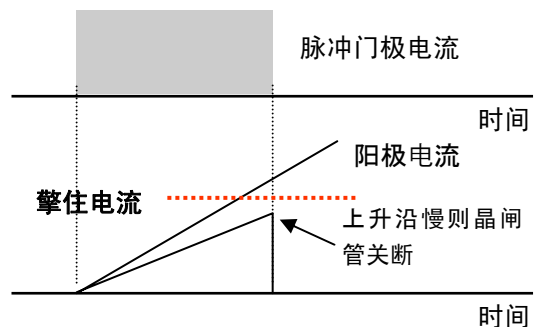 脉冲门极电流
时间
阳极电流
擎住电流
上升沿慢则晶闸
管关断
时间